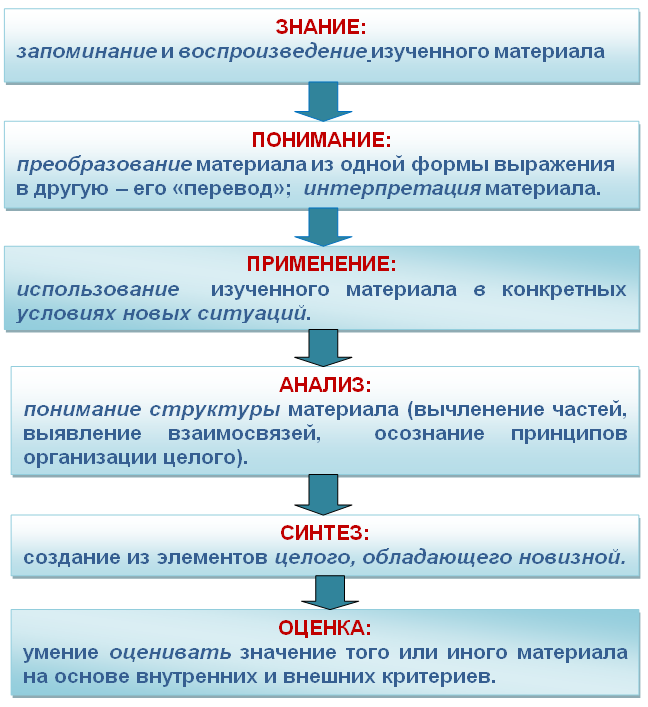 ЗНАНИЕ:
запоминание и воспроизведение изученного материала
ПОНИМАНИЕ:
преобразование материала из одной формы выражения
в другую – его «перевод»; интерпретация материала.
ПРИМЕНЕНИЕ:
использование изученного материала в конкретных
условиях новых ситуаций.
АНАЛИЗ:
понимание структуры материала (вычленение частей,
выявление взаимосвязей, осознание принципов
организации целого).
СИНТЕЗ:
создание из элементов целого, обладающего новизной.
ОЦЕНКА:
умение оценивать значение того или иного материала
на основе внутренних и внешних критериев.